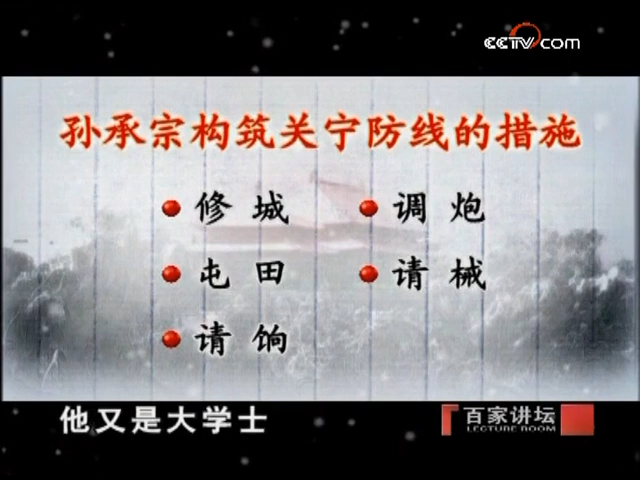 CCTV.com
孙承宗构筑关宁防线的措施
修城 调炮
屯田 请械
请饷
他又是大学士
百家讲坛
LECTURE ROOM